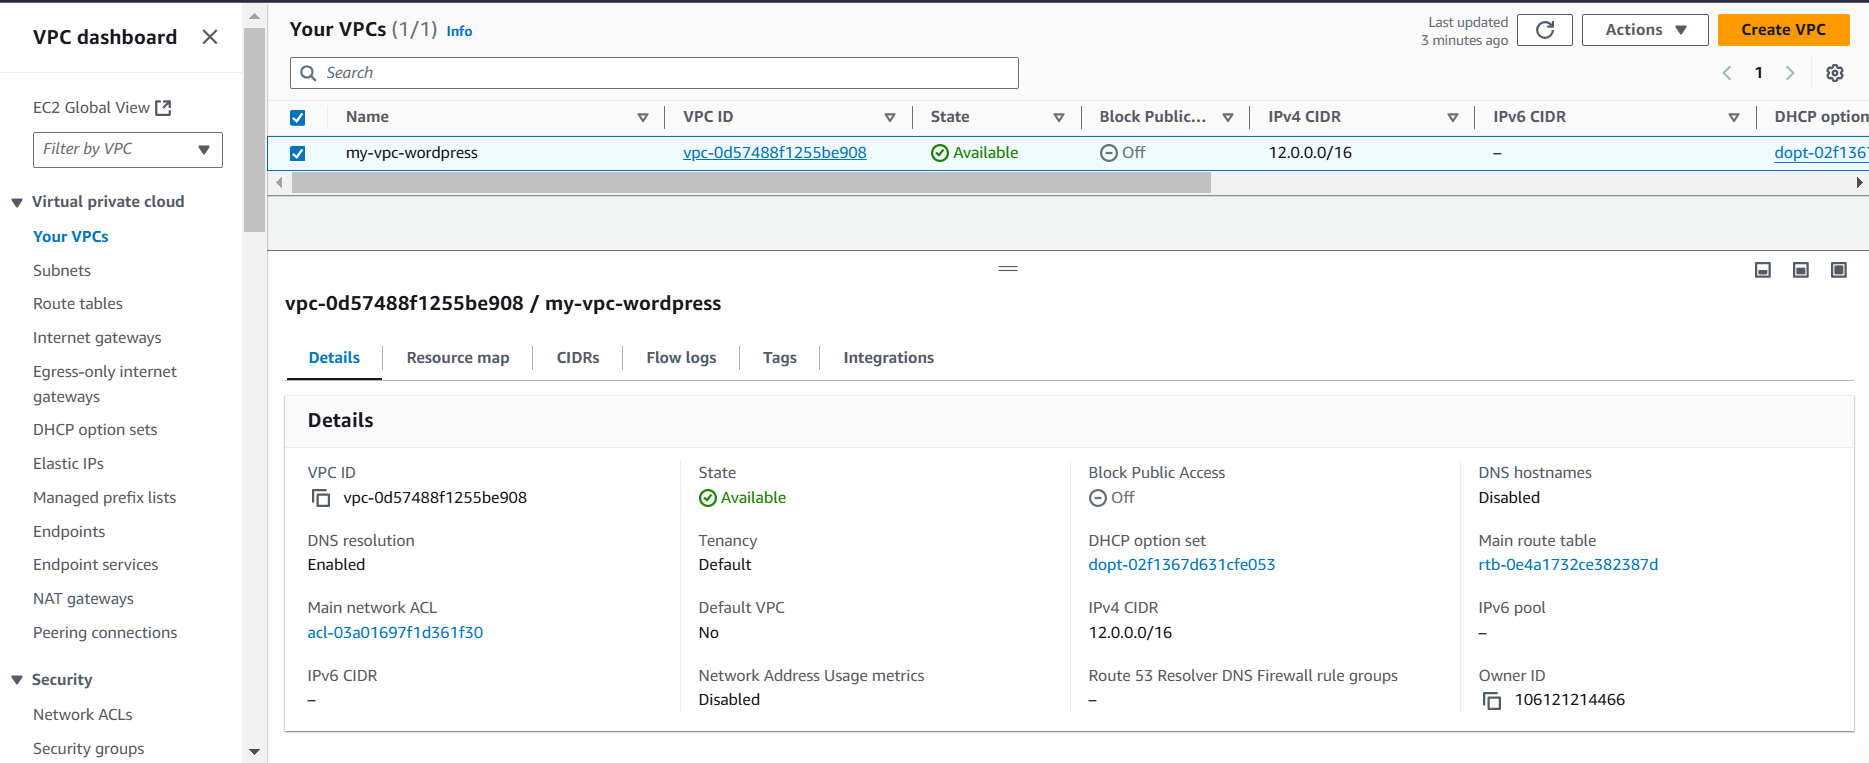 VPC dashboard
EC2 Global View
Filter by VPC
Virtual private cloud
Your VPCs
Subnets
Route tables
Internet gateways
Egress-only internet
gateways
DHCP option sets
Elastic IPs
Managed prefix lists
Endpoints
Endpoint services
NAT gateways
Peering connections
Security
Network ACLs
Security groups
Your VPCs (1/1) Info
Last updated
3 minutes ago
Actions
Create VPC
Search
1
Name VPC ID State Block Public... IPv4 CIDR IPv6 CIDR DHCP option
my-vpc-wordpress vpc-0d57488f1255be908 Available Off 12.0.0.0/16 – dopt-02f136
vpc-0d57488f1255be908 / my-vpc-wordpress
Details Resource map CIDRs Flow logs Tags Integrations
Details
VPC ID State Block Public Access DNS hostnames
vpc-0d57488f1255be908 Available Off Disabled
DNS resolution Tenancy DHCP option set Main route table
Enabled Default dopt-02f1367d631cfe053 rtb-0e4a1732ce382387d
Main network ACL Default VPC IPv4 CIDR IPv6 pool
acl-03a01697f1d361f30 No 12.0.0.0/16 –
IPv6 CIDR Network Address Usage metrics Route 53 Resolver DNS Firewall rule groups Owner ID
– Disabled – 106121214466